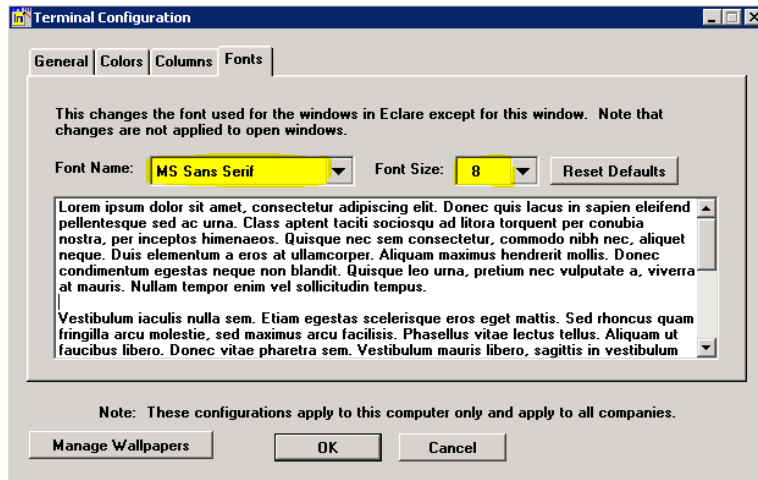 Terminal Configuration
General Colors Columns Fonts
This changes the font used for the windows in Eclare except for this window. Note that
changes are not applied to open windows.
Font Name: MS Sans Serif Font Size: 8 Reset Defaults
Lorem ipsum dolor sit amet, consectetur adipiscing elit. Donec quis lacus in sapien eleifend
pellentesque sed ac urna. Class aptent taciti sociosqu ad litora torquent per conubia
nostra, per inceptos himenaeos. Quisque nec sem consectetur, commodo nibh nec, aliquet
neque. Duis elementum a eros at ullamcorper. Aliquam maximus hendrerit mollis. Donec
condimentum egestas neque non blandit. Quisque leo urna, pretium nec vulputate a, viverra
at mauris. Nullam tempor enim vel sollicitudin tempus.
Vestibulum iaculis nulla sem. Etiam egestas scelerisque eros eget mattis. Sed rhoncus quam
fringilla arcu molestie, sed maximus arcu facilisis. Phasellus vitae lectus tellus. Aliquam ut
faucibus libero. Donec vitae pharetra sem. Vestibulum mauris libero, sagittis in vestibulum
Note: These configurations apply to this computer only and apply to all companies.
Manage Wallpapers OK Cancel